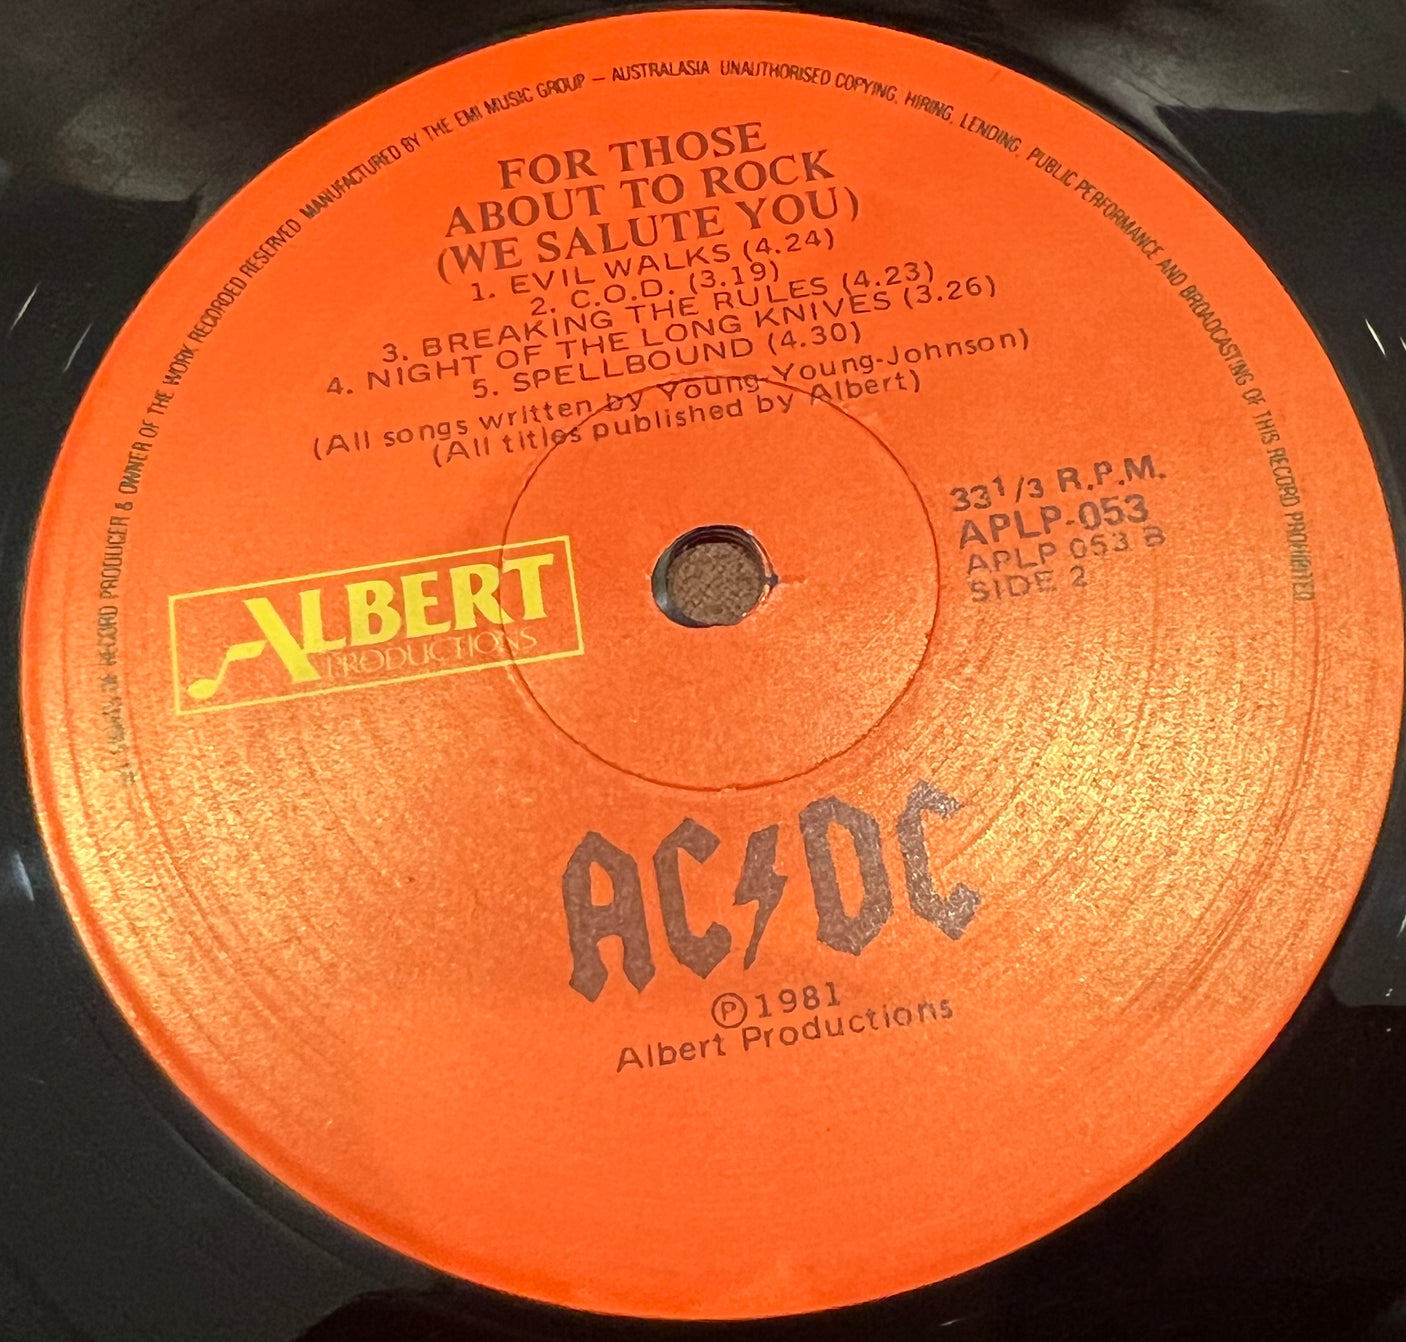 ALL RIGHTS OF THE RECORD PRODUCER & OWNER OF THE WORK RECORDED RESERVED MANUFACTURED BY THE EMI MUSIC GROUP – AUSTRALASIA UNAUTHORISED COPYING, HIRING, LENDING, PUBLIC PERFORMANCE AND BROADCASTING OF THIS RECORD PROHIBITED
FOR THOSE
ABOUT TO ROCK
(WE SALUTE YOU)
1. EVIL WALKS (4.24)
2. C.O.D. (3.19)
3. BREAKING THE RULES (4.23)
4. NIGHT OF THE LONG KNIVES (3.26)
5. SPELLBOUND (4.30)
(All songs written by Young-Young-Johnson)
(All titles published by Albert)
33 1/3 R.P.M.
APLP-053
APLP 053 B
SIDE 2
ALBERT
PRODUCTIONS
AC DC
℗ 1981
Albert Productions